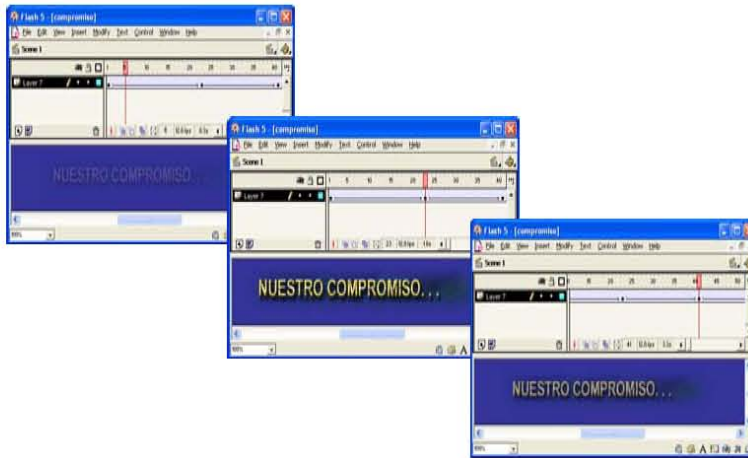 Flash 5 - [compromiso]
File Edit View Insert Modify Text Control Window Help
Scene 1
Layer 7
NUESTRO COMPROMISO...
Flash 5 - [compromiso]
File Edit View Insert Modify Text Control Window Help
Scene 1
Layer 7
NUESTRO COMPROMISO...
Flash 5 - [compromiso]
File Edit View Insert Modify Text Control Window Help
Scene 1
Layer 7
NUESTRO COMPROMISO...